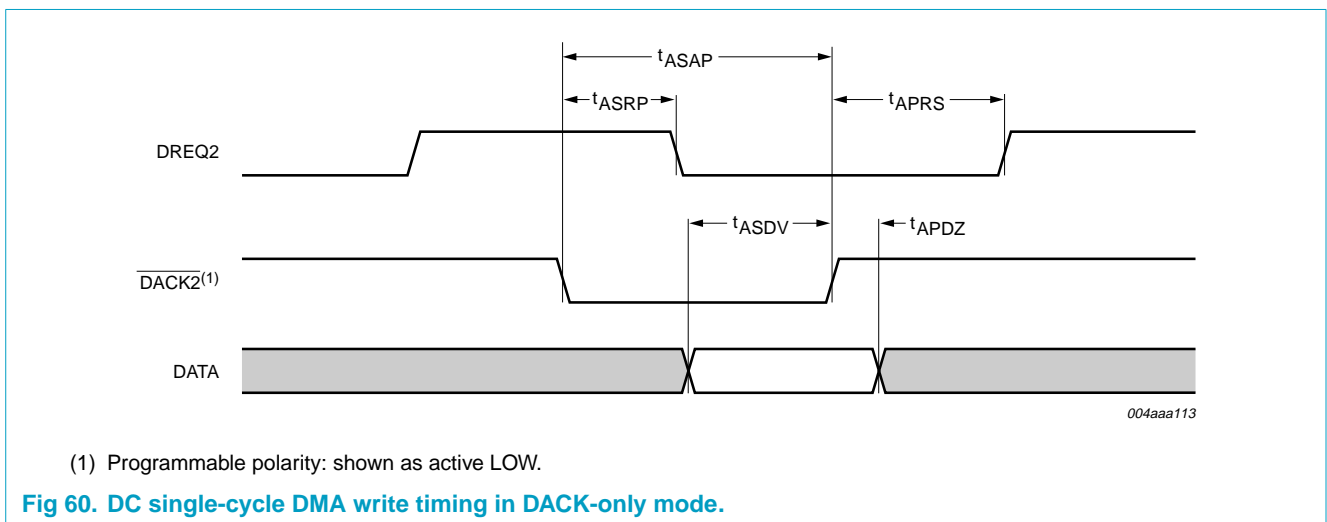 tASAP
tASRP
tAPRS
DREQ2
tASDV
tAPDZ
DACK2(1)
DATA
004aaa113
(1) Programmable polarity: shown as active LOW.
Fig 60. DC single-cycle DMA write timing in DACK-only mode.